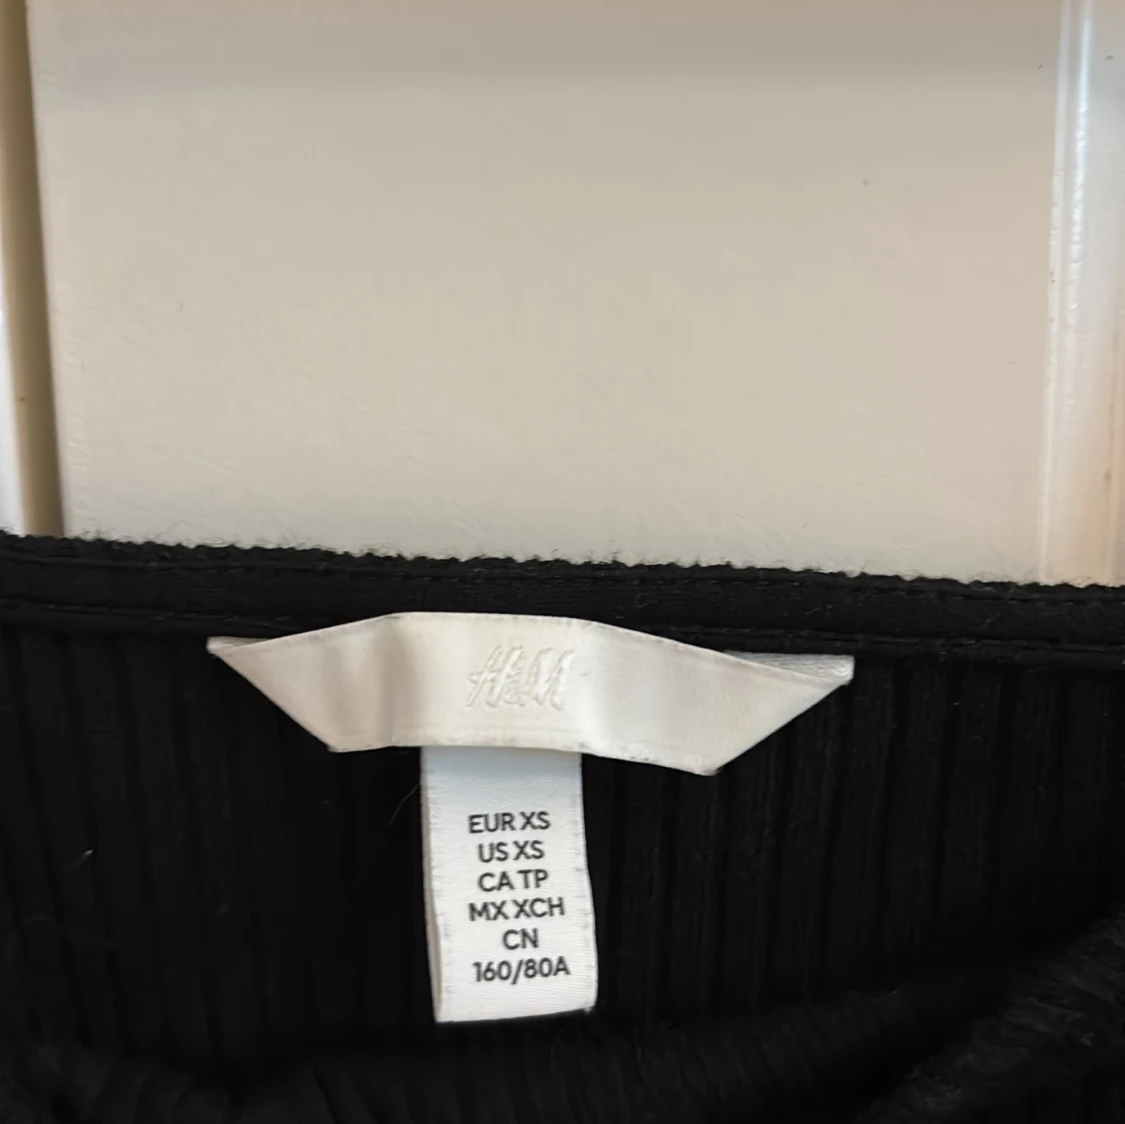 H&M
EUR XS
US XS
CA TP
MX XCH
CN
160/80A